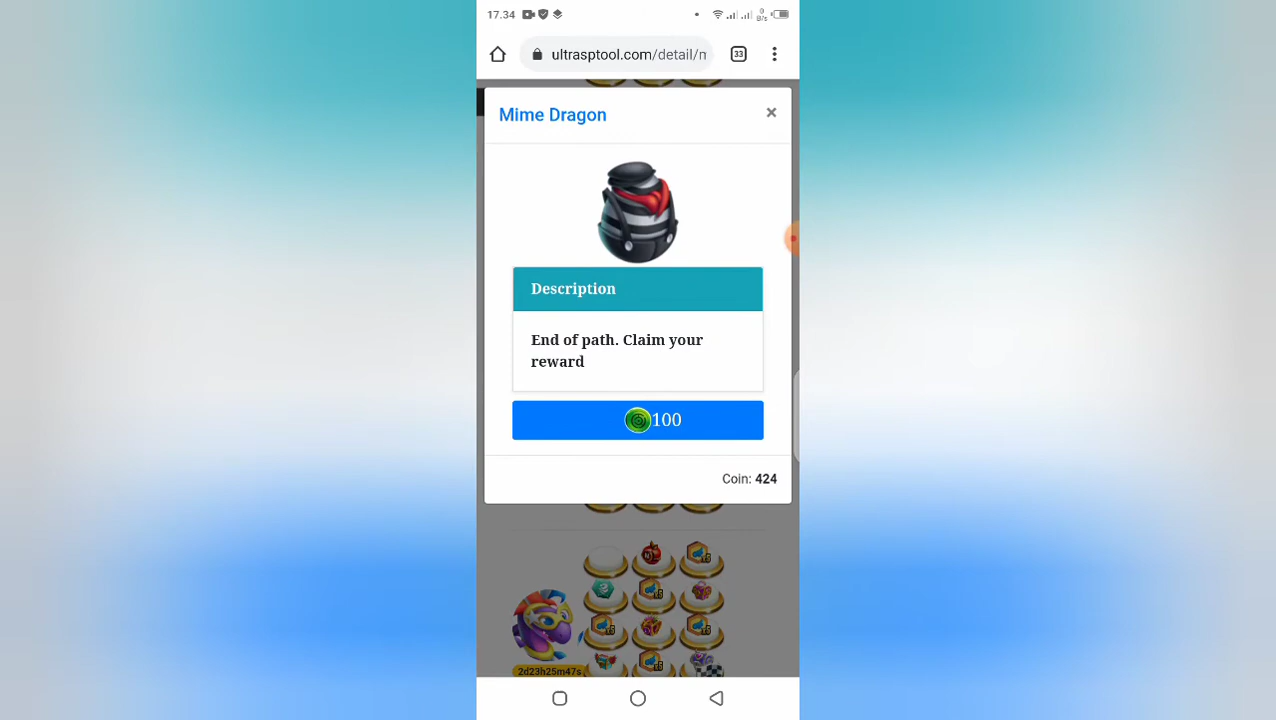 17.34
0
B/s
ultrasptool.com/detail/m
33
Mime Dragon
×
Description
End of path. Claim your
reward
100
Coin: 424
2d23h25m47s